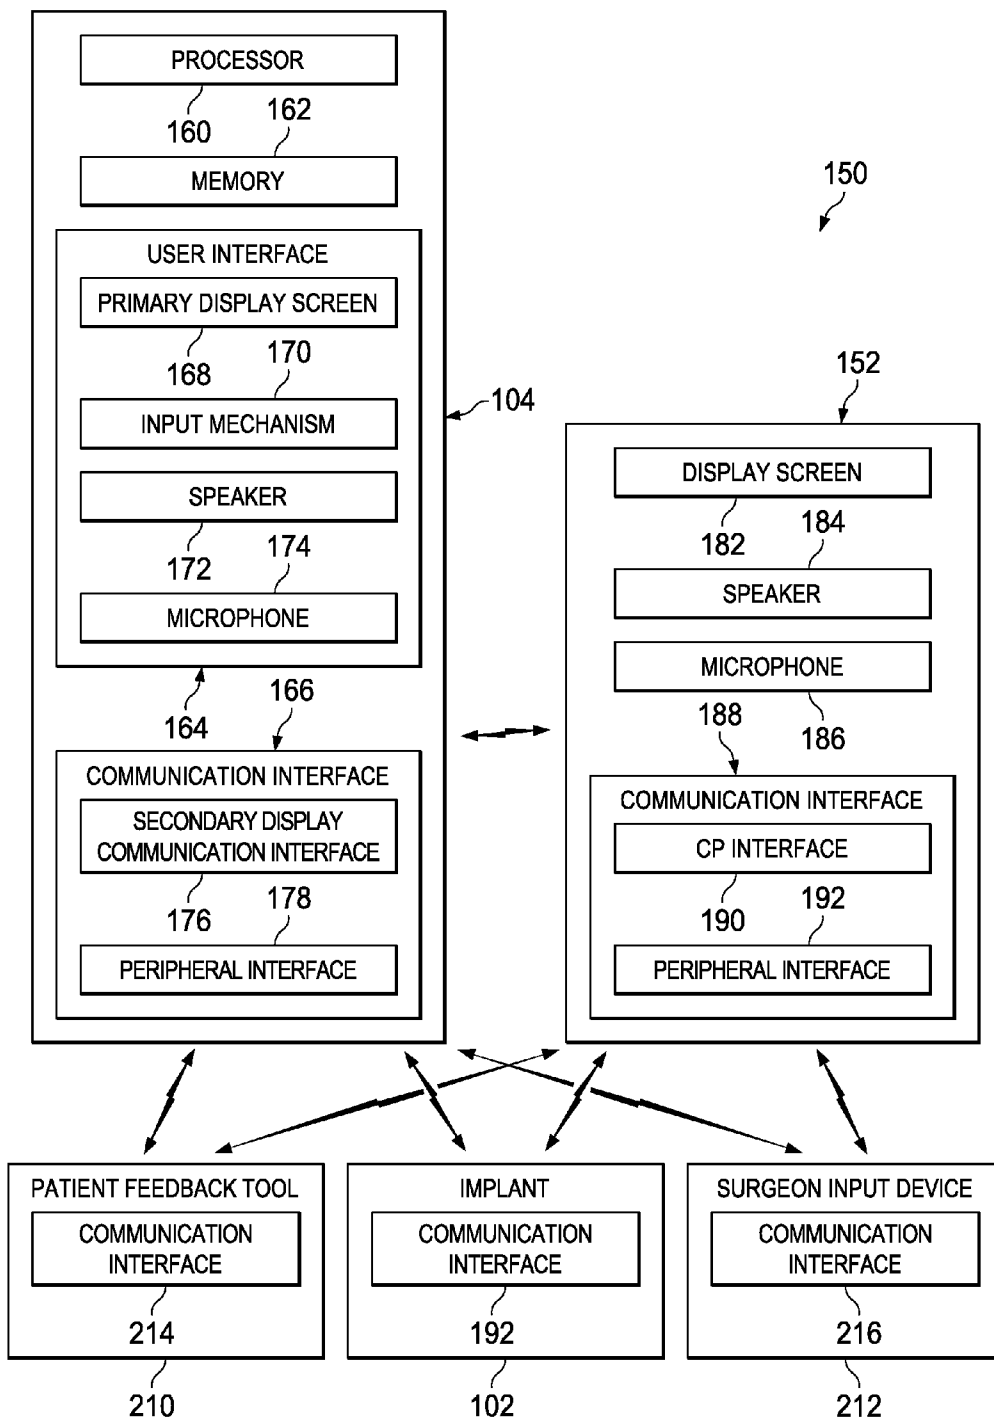 PROCESSOR
160
162
MEMORY
USER INTERFACE
PRIMARY DISPLAY SCREEN
168
170
INPUT MECHANISM
SPEAKER
172
174
MICROPHONE
164
166
COMMUNICATION INTERFACE
SECONDARY DISPLAY
COMMUNICATION INTERFACE
176
178
PERIPHERAL INTERFACE
104
150
152
DISPLAY SCREEN
182
184
SPEAKER
MICROPHONE
188
186
COMMUNICATION INTERFACE
CP INTERFACE
190
192
PERIPHERAL INTERFACE
PATIENT FEEDBACK TOOL
COMMUNICATION
INTERFACE
214
210
IMPLANT
COMMUNICATION
INTERFACE
192
102
SURGEON INPUT DEVICE
COMMUNICATION
INTERFACE
216
212